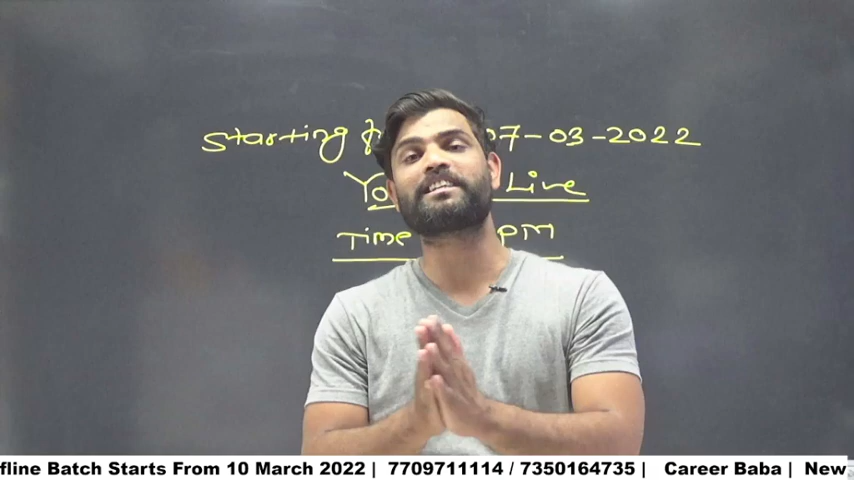 Starting 07-03-2022
Live
Time pm
fline Batch Starts From 10 March 2022 | 7709711114 / 7350164735 | Career Baba | New